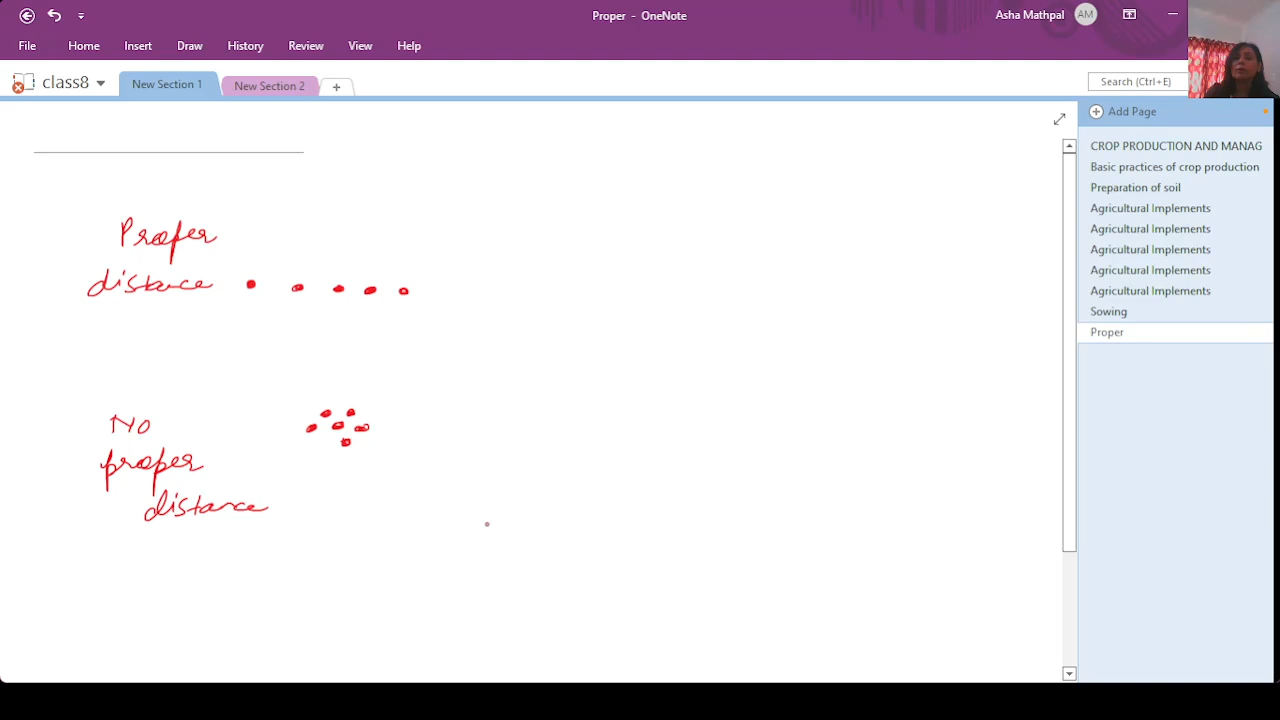 Proper - OneNote
Asha Mathpal
AM
File
Home
Insert
Draw
History
Review
View
Help
class8
New Section 1
New Section 2
+
Search (Ctrl+E)
Add Page
CROP PRODUCTION AND MANAG
Basic practices of crop production
Preparation of soil
Agricultural Implements
Agricultural Implements
Agricultural Implements
Agricultural Implements
Agricultural Implements
Sowing
Proper
Proper
distance
No
proper
distance